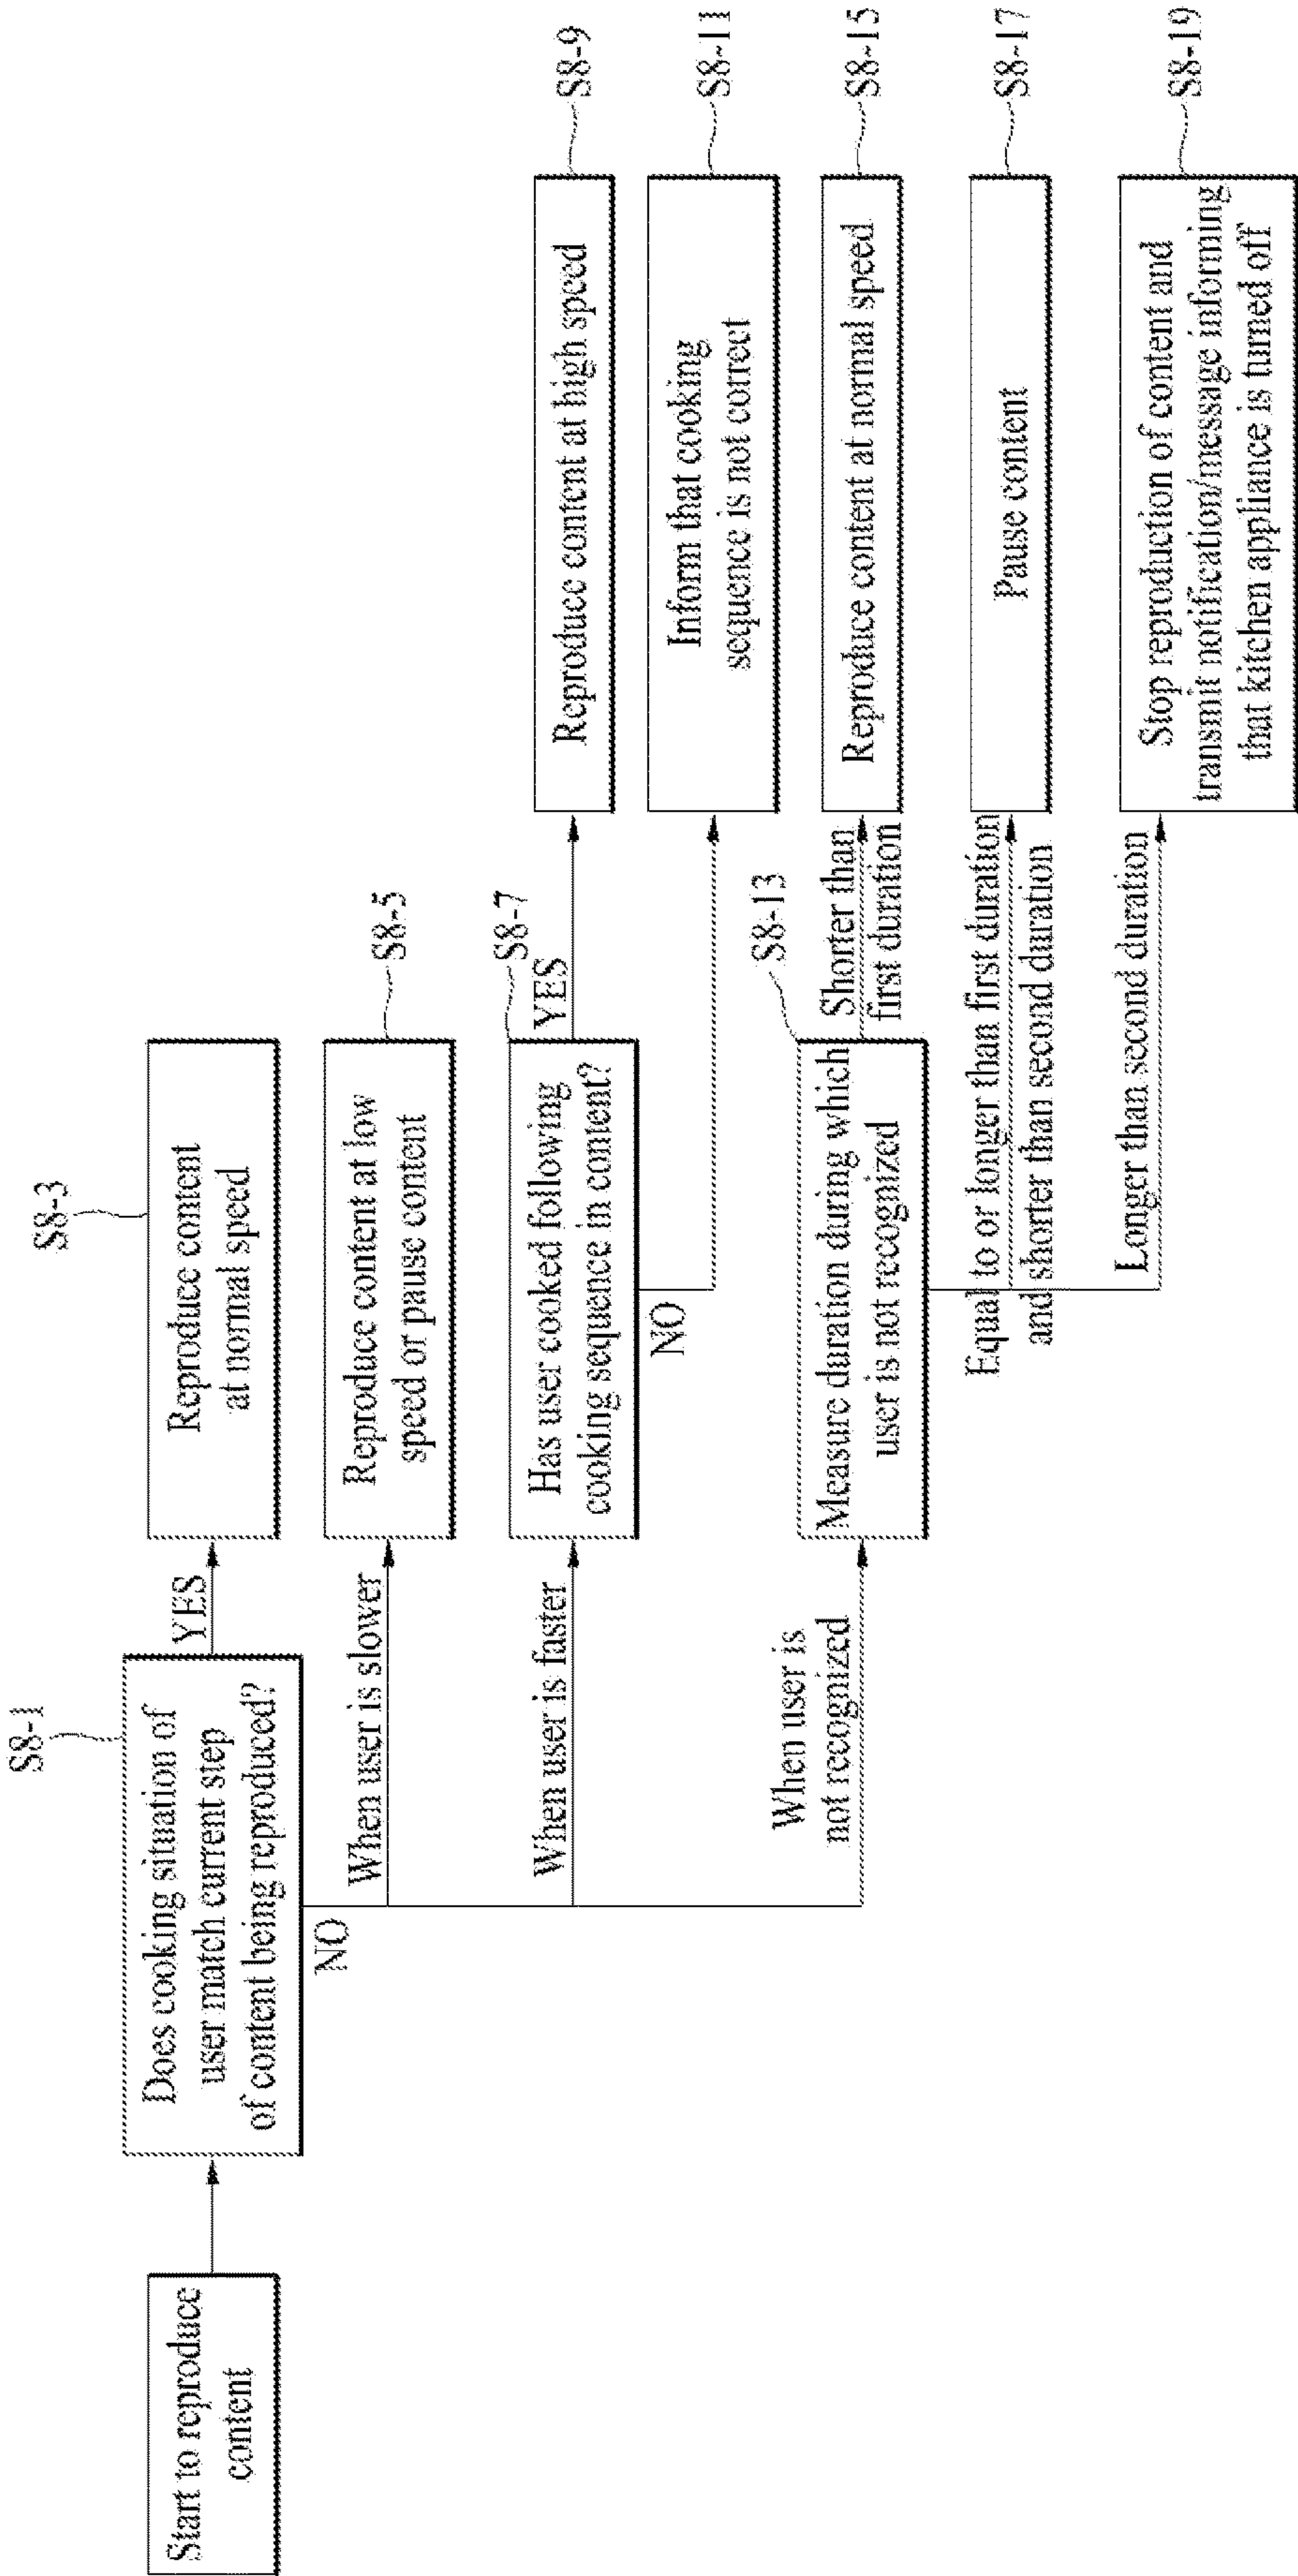 Start to reproduce
content
S8-1
Does cooking situation of
user match current step
of content being reproduced?
YES
NO
S8-3
Reproduce content
at normal speed
When user is slower
Reproduce content at low
speed or pause content
S8-5
When user is faster
Has user cooked following
cooking sequence in content?
S8-7
YES
NO
Reproduce content at high speed
S8-9
Inform that cooking
sequence is not correct
S8-11
When user is
not recognized
Measure duration during which
user is not recognized
S8-13
Shorter than
first duration
Reproduce content at normal speed
S8-15
Equal to or longer than first duration
and shorter than second duration
Pause content
S8-17
Longer than second duration
Stop reproduction of content and
transmit notification/message informing
that kitchen appliance is turned off
S8-19